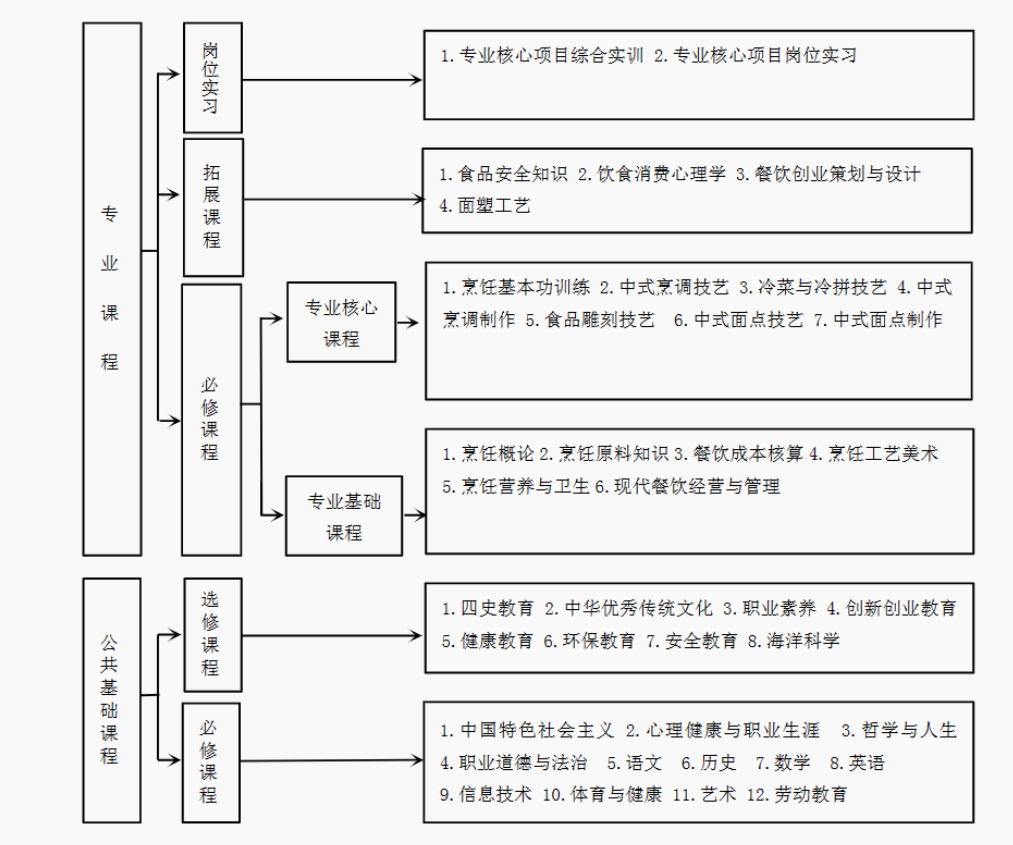 专业课程
岗位实习
1.专业核心项目综合实训 2.专业核心项目岗位实习
拓展课程
1.食品安全知识 2.饮食消费心理学 3.餐饮创业策划与设计
4.面塑工艺
必修课程
专业核心
课程
1.烹饪基本功训练 2.中式烹调技艺 3.冷菜与冷拼技艺 4.中式
烹调制作 5.食品雕刻技艺 6.中式面点技艺 7.中式面点制作
专业基础
课程
1.烹饪概论 2.烹饪原料知识 3.餐饮成本核算 4.烹饪工艺美术
5.烹饪营养与卫生 6.现代餐饮经营与管理
公共基础课程
选修课程
1.四史教育 2.中华优秀传统文化 3.职业素养 4.创新创业教育
5.健康教育 6.环保教育 7.安全教育 8.海洋科学
必修课程
1.中国特色社会主义 2.心理健康与职业生涯 3.哲学与人生
4.职业道德与法治 5.语文 6.历史 7.数学 8.英语
9.信息技术 10.体育与健康 11.艺术 12.劳动教育